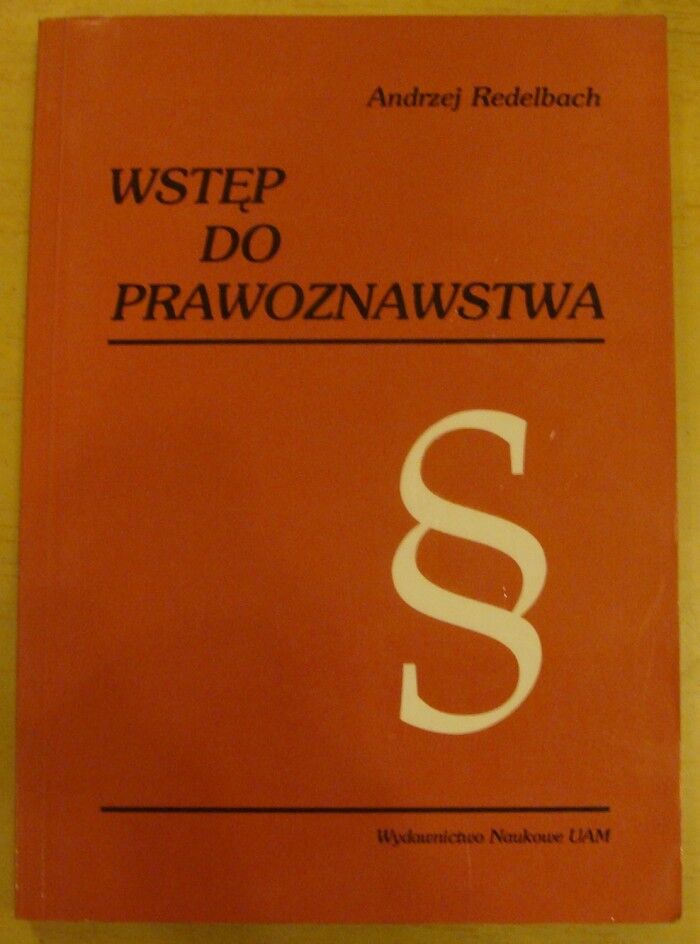 Andrzej Redelbach
WSTĘP
DO
PRAWOZNAWSTWA
§
Wydawnictwo Naukowe UAM